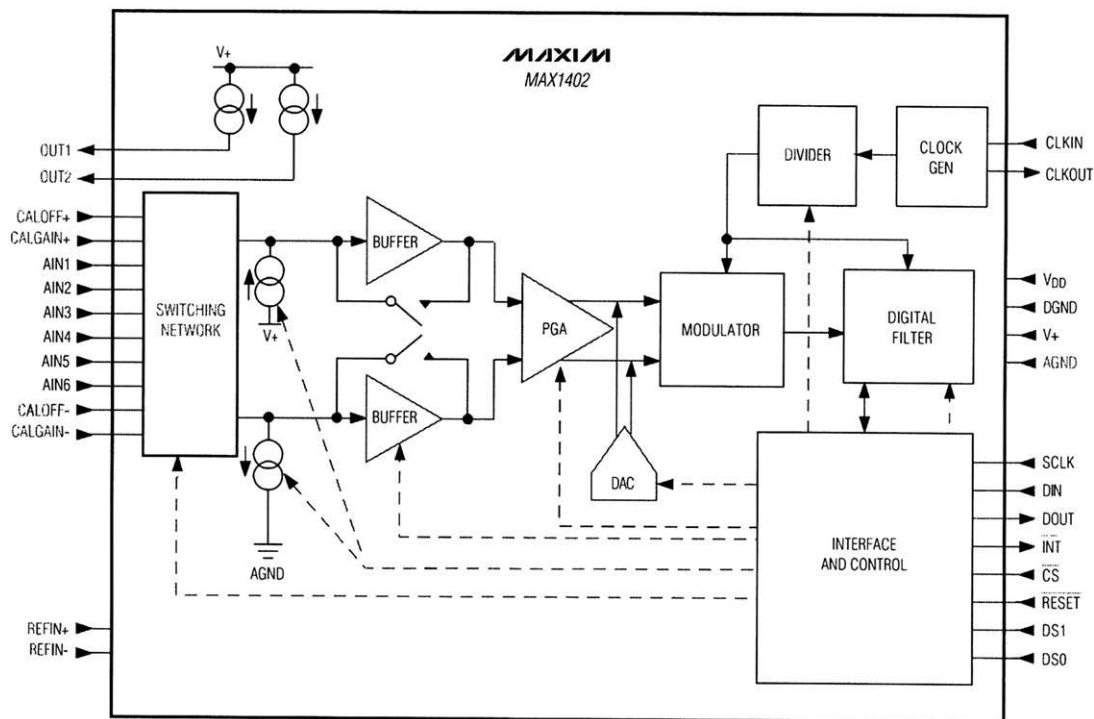 MAXIM
MAX1402
V+
OUT1
OUT2
CALOFF+
CALGAIN+
AIN1
AIN2
AIN3
AIN4
AIN5
AIN6
CALOFF-
CALGAIN-
SWITCHING
NETWORK
V+
AGND
BUFFER
BUFFER
PGA
DAC
MODULATOR
DIVIDER
CLOCK
GEN
DIGITAL
FILTER
INTERFACE
AND CONTROL
CLKIN
CLKOUT
VDD
DGND
V+
AGND
SCLK
DIN
DOUT
INT
CS
RESET
DS1
DS0
REFIN+
REFIN-